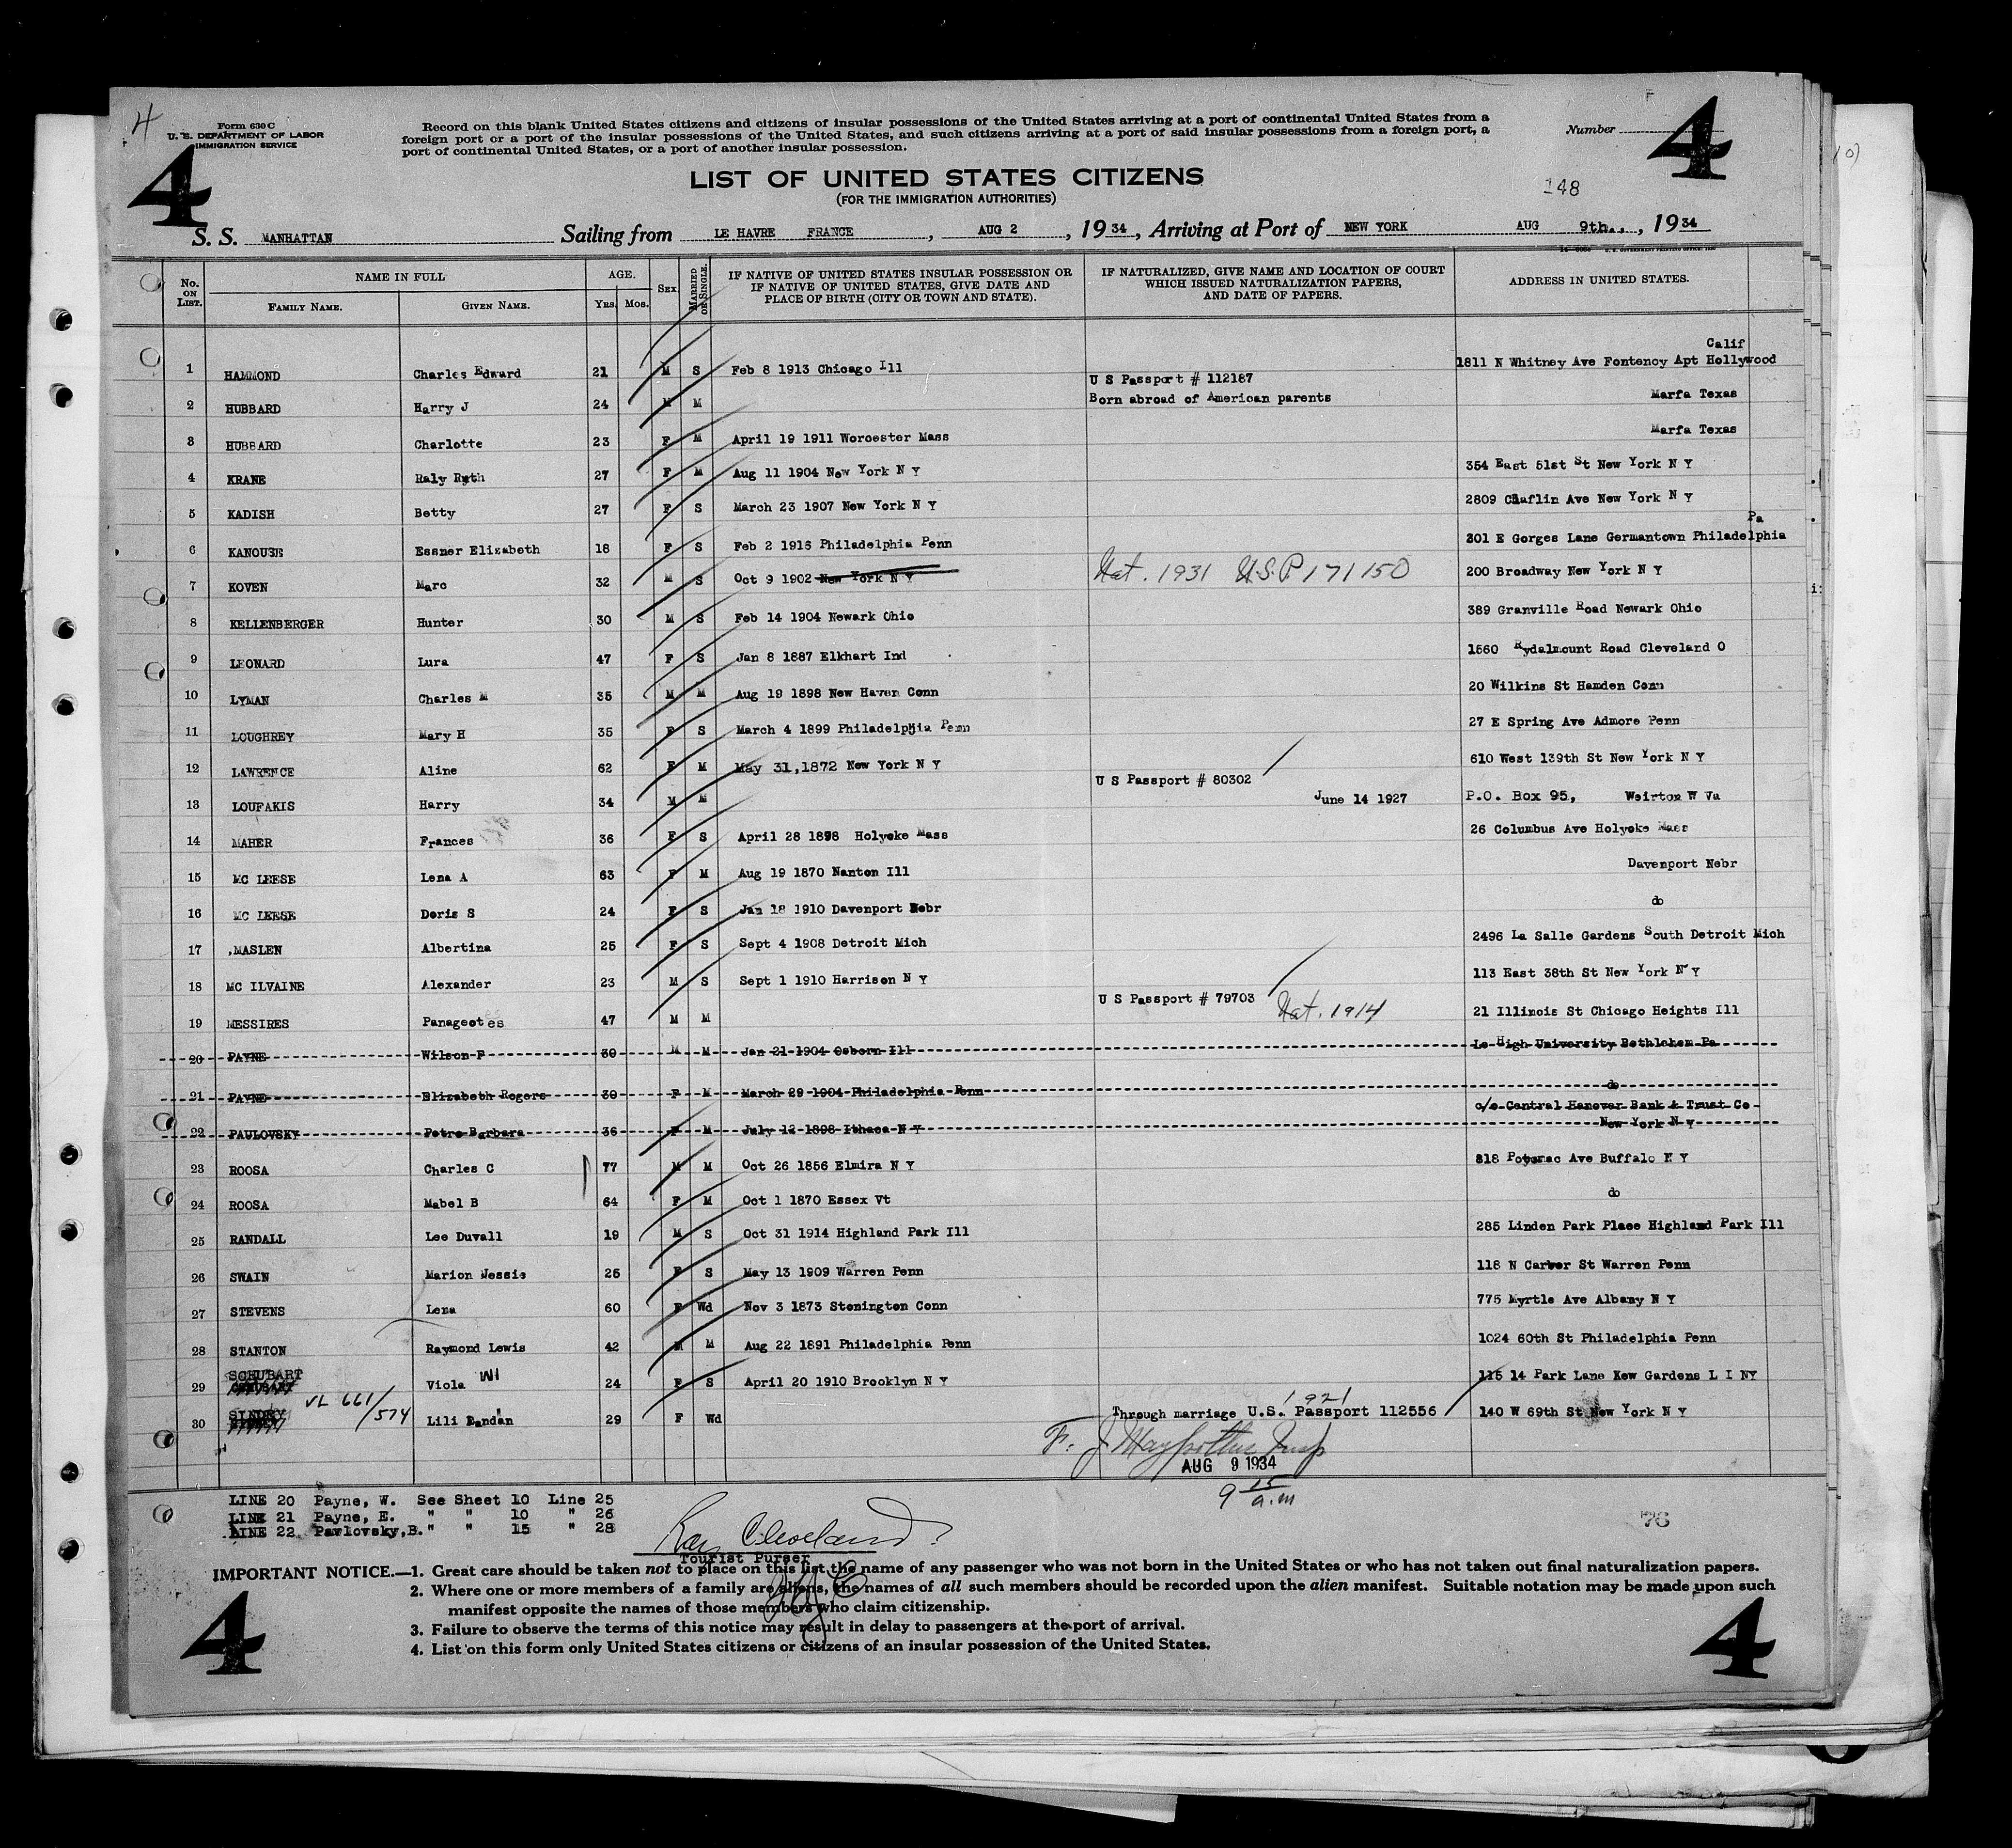 4
Form 630 C
U. S. DEPARTMENT OF LABOR
IMMIGRATION SERVICE
4
Record on this blank United States citizens and citizens of insular possessions of the United States arriving at a port of continental United States from a
foreign port or a port of the insular possessions of the United States, and such citizens arriving at a port of said insular possessions from a foreign port, a
port of continental United States, or a port of another insular possession.
Number
4
LIST OF UNITED STATES CITIZENS
(FOR THE IMMIGRATION AUTHORITIES)
148
S. S. MANHATTAN Sailing from LE HAVRE FRANCE, AUG 2, 1934, Arriving at Port of NEW YORK AUG 9th., 1934
No. ON LIST. NAME IN FULL FAMILY NAME. GIVEN NAME. AGE. Yrs. Mos. SEX. MARRIED OR SINGLE. IF NATIVE OF UNITED STATES INSULAR POSSESSION OR IF NATIVE OF UNITED STATES, GIVE DATE AND PLACE OF BIRTH (CITY OR TOWN AND STATE). IF NATURALIZED, GIVE NAME AND LOCATION OF COURT WHICH ISSUED NATURALIZATION PAPERS, AND DATE OF PAPERS. ADDRESS IN UNITED STATES.
1 HAMMOND Charles Edward 21 M S Feb 8 1913 Chicago Ill 1811 N Whitney Ave Fontenoy Apt Hollywood Calif
2 HUBBARD Harry J 24 M M U S Passport # 112187 Born abroad of American parents Marfa Texas
3 HUBBARD Charlotte 23 F M April 19 1911 Worcester Mass Marfa Texas
4 KRANE Raly Ruth 27 F M Aug 11 1904 New York N Y 354 East 51st St New York N Y
5 KADISH Betty 27 F S March 23 1907 New York N Y 2809 Claflin Ave New York N Y
6 KANOUSE Essner Elizabeth 18 F S Feb 2 1916 Philadelphia Penn 301 E Gorges Lane Germantown Philadelphia Pa
7 KOVEN Marc 32 M S Oct 9 1902 New York N Y Nat. 1931 U.S.P 171150 200 Broadway New York N Y
8 KELLENBERGER Hunter 30 M S Feb 14 1904 Newark Ohio 389 Granville Road Newark Ohio
9 LEONARD Lura 47 F S Jan 8 1887 Elkhart Ind 1560 Rydalmount Road Cleveland O
10 LYMAN Charles M 35 M M Aug 19 1898 New Haven Conn 20 Wilkins St Hamden Conn
11 LOUGHREY Mary H 35 F S March 4 1899 Philadelphia Penn 27 E Spring Ave Admore Penn
12 LAWRENCE Aline 62 F M May 31,1872 New York N Y 610 West 139th St New York N Y
13 LOUFAKIS Harry 34 M M U S Passport # 80302 June 14 1927 P.O. Box 95, Weirton W Va
14 MAHER Frances 36 F S April 28 1898 Holyoke Mass 26 Columbus Ave Holyoke Mass
15 MC LEESE Lena A 63 F M Aug 19 1870 Nanton Ill Davenport Nebr
16 MC LEESE Doris S 24 F S Jan 18 1910 Davenport Nebr do
17 MASLEN Albertina 25 F S Sept 4 1908 Detroit Mich 2496 La Salle Gardens South Detroit Mich
18 MC ILVAINE Alexander 23 M S Sept 1 1910 Harrison N Y 113 East 38th St New York N Y
19 MESSIRES Panageotes 47 M M U S Passport # 79703 Nat. 1914 21 Illinois St Chicago Heights Ill
20 PAYNE Wilson P 30 M M Jan 21 1904 Osborn Ill Le High University Bethlehem Pa
21 PAYNE Elizabeth Rogers 30 F M March 29 1904 Philadelphia Penn do
22 PAULOVSKY Petro Barbara 36 F M July 12 1898 Ithaca N Y c/o Central Hanover Bank & Trust Co New York N Y
23 ROOSA Charles C 77 M M Oct 26 1856 Elmira N Y 818 Potomac Ave Buffalo N Y
24 ROOSA Mabel B 64 F M Oct 1 1870 Essex Vt do
25 RANDALL Lee Duvall 19 M S Oct 31 1914 Highland Park Ill 285 Linden Park Place Highland Park Ill
26 SWAIN Marion Jessie 25 F S May 13 1909 Warren Penn 118 N Carver St Warren Penn
27 STEVENS Lena 60 F Wd Nov 3 1873 Stonington Conn 775 Myrtle Ave Albany N Y
28 STANTON Raymond Lewis 42 M M Aug 22 1891 Philadelphia Penn 1024 60th St Philadelphia Penn
29 SCHUBART Viola 24 F S April 20 1910 Brooklyn N Y 115 14 Park Lane Kew Gardens L I NY
30 SINDRY VL 661/574 Lili Dandan 29 F Wd Through marriage U.S. Passport 112556 1921 140 W 69th St New York N Y
AUG 9 1934
9 15 a.m
LINE 20 Payne, W. See Sheet 10 Line 25
LINE 21 Payne, E. " " 10 " 26
LINE 22 Pavlovsky,B. " " 15 " 28
76
Ray Cleveland
Tourist Purser
IMPORTANT NOTICE.—1. Great care should be taken not to place on this list the name of any passenger who was not born in the United States or who has not taken out final naturalization papers.
2. Where one or more members of a family are aliens, the names of all such members should be recorded upon the alien manifest. Suitable notation may be made upon such
manifest opposite the names of those members who claim citizenship.
3. Failure to observe the terms of this notice may result in delay to passengers at the port of arrival.
4. List on this form only United States citizens or citizens of an insular possession of the United States.
4
4